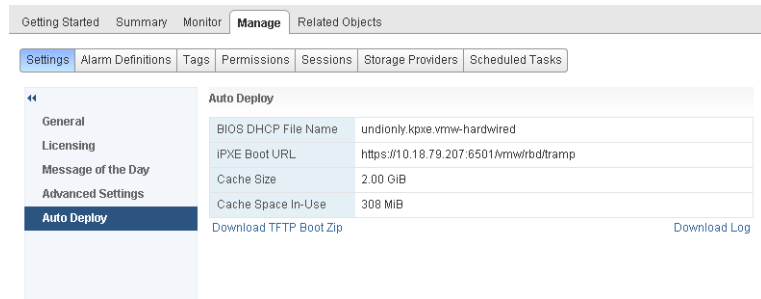 Getting Started Summary Monitor Manage Related Objects
Settings Alarm Definitions Tags Permissions Sessions Storage Providers Scheduled Tasks
General
Licensing
Message of the Day
Advanced Settings
Auto Deploy
Auto Deploy
BIOS DHCP File Name undionly.kpxe.vmw-hardwired
iPXE Boot URL https://10.18.79.207:6501/vmw/rbd/tramp
Cache Size 2.00 GiB
Cache Space In-Use 308 MiB
Download TFTP Boot Zip Download Log